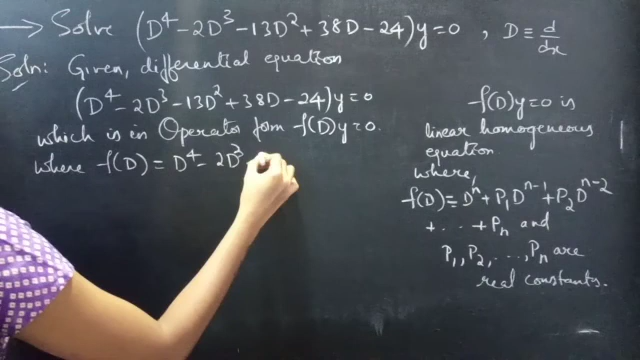 → Solve (D⁴ - 2D³ - 13D² + 38D - 24)y = 0 , D ≡ d/dx
Soln: Given, differential equation
(D⁴ - 2D³ - 13D² + 38D - 24)y = 0
which is in Operator form f(D)y = 0.
where f(D) = D⁴ - 2D³
f(D)y = 0 is
linear homogeneous
equation
where,
f(D) = Dⁿ + P₁Dⁿ⁻¹ + P₂Dⁿ⁻²
+ ... + Pₙ and
P₁, P₂, ..., Pₙ are
real constants.